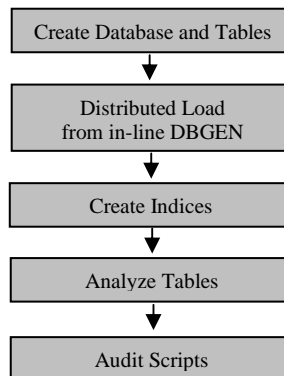 Create Database and Tables
Distributed Load
from in-line DBGEN
Create Indices
Analyze Tables
Audit Scripts